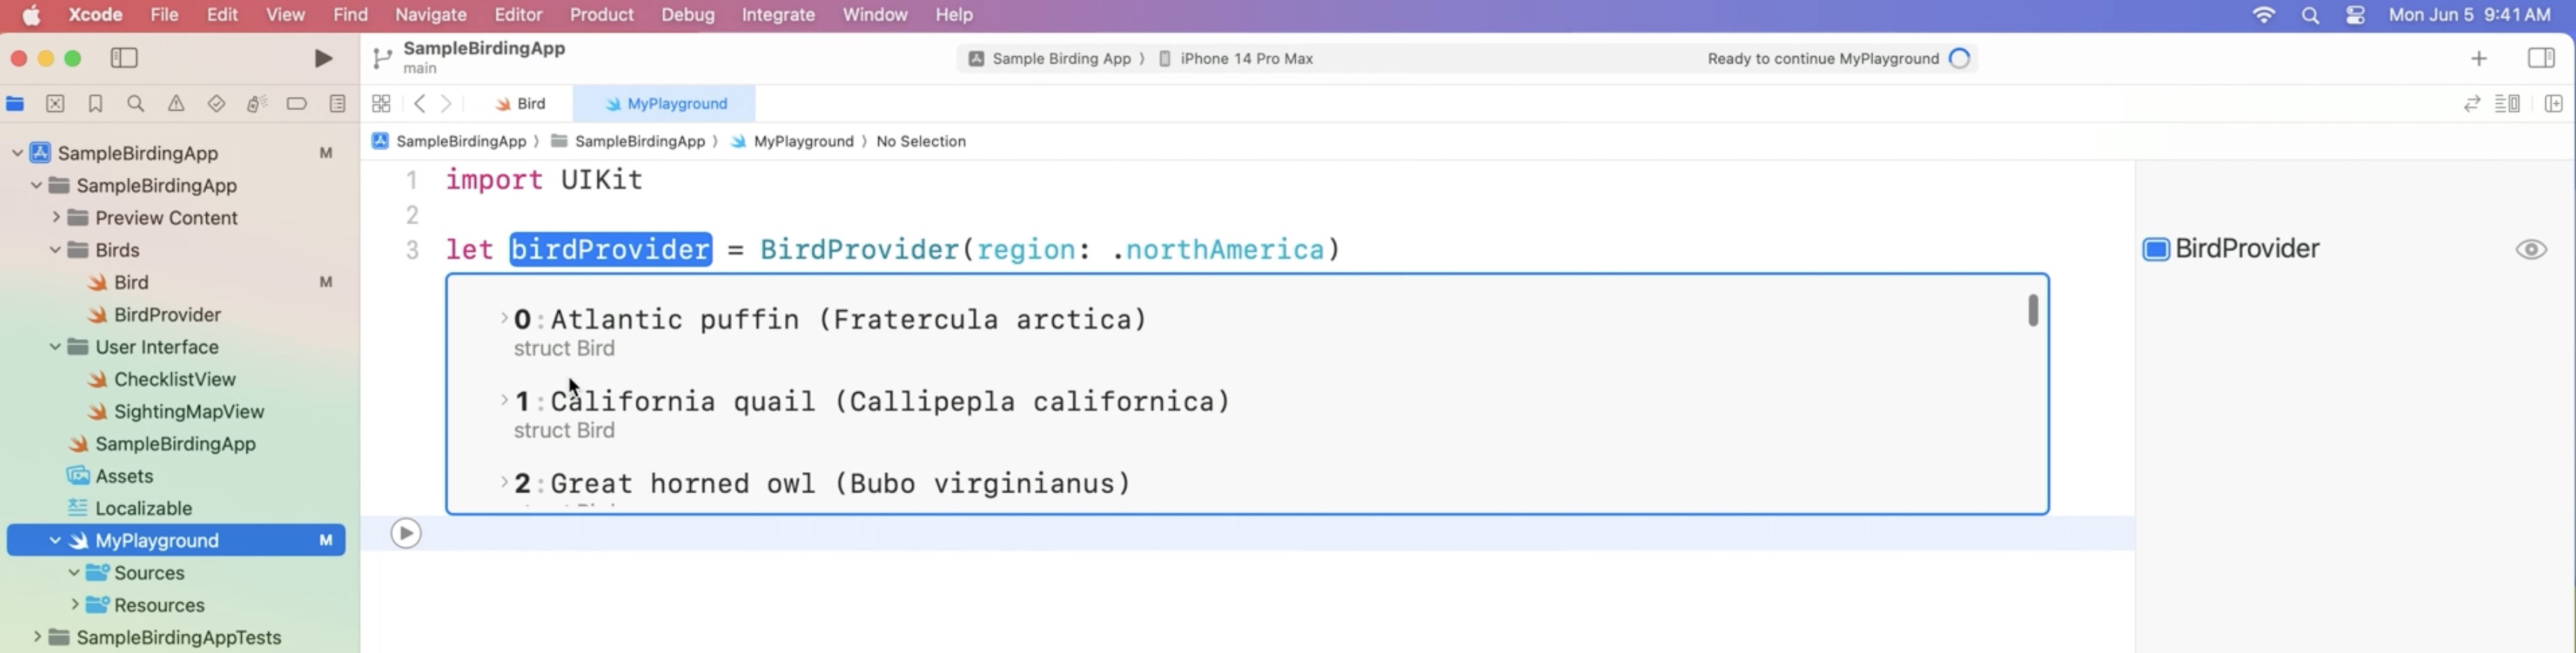 Xcode File Edit View Find Navigate Editor Product Debug Integrate Window Help Mon Jun 5 9:41 AM
SampleBirdingApp
main
Sample Birding App 〉 iPhone 14 Pro Max Ready to continue MyPlayground
Bird MyPlayground
SampleBirdingApp 〉 SampleBirdingApp 〉 MyPlayground 〉 No Selection
SampleBirdingApp M
SampleBirdingApp
Preview Content
Birds
Bird M
BirdProvider
User Interface
ChecklistView
SightingMapView
SampleBirdingApp
Assets
Localizable
MyPlayground M
Sources
Resources
SampleBirdingAppTests
1 import UIKit
2
3 let birdProvider = BirdProvider(region: .northAmerica)
0:Atlantic puffin (Fratercula arctica)
struct Bird
1:California quail (Callipepla californica)
struct Bird
2:Great horned owl (Bubo virginianus)
BirdProvider